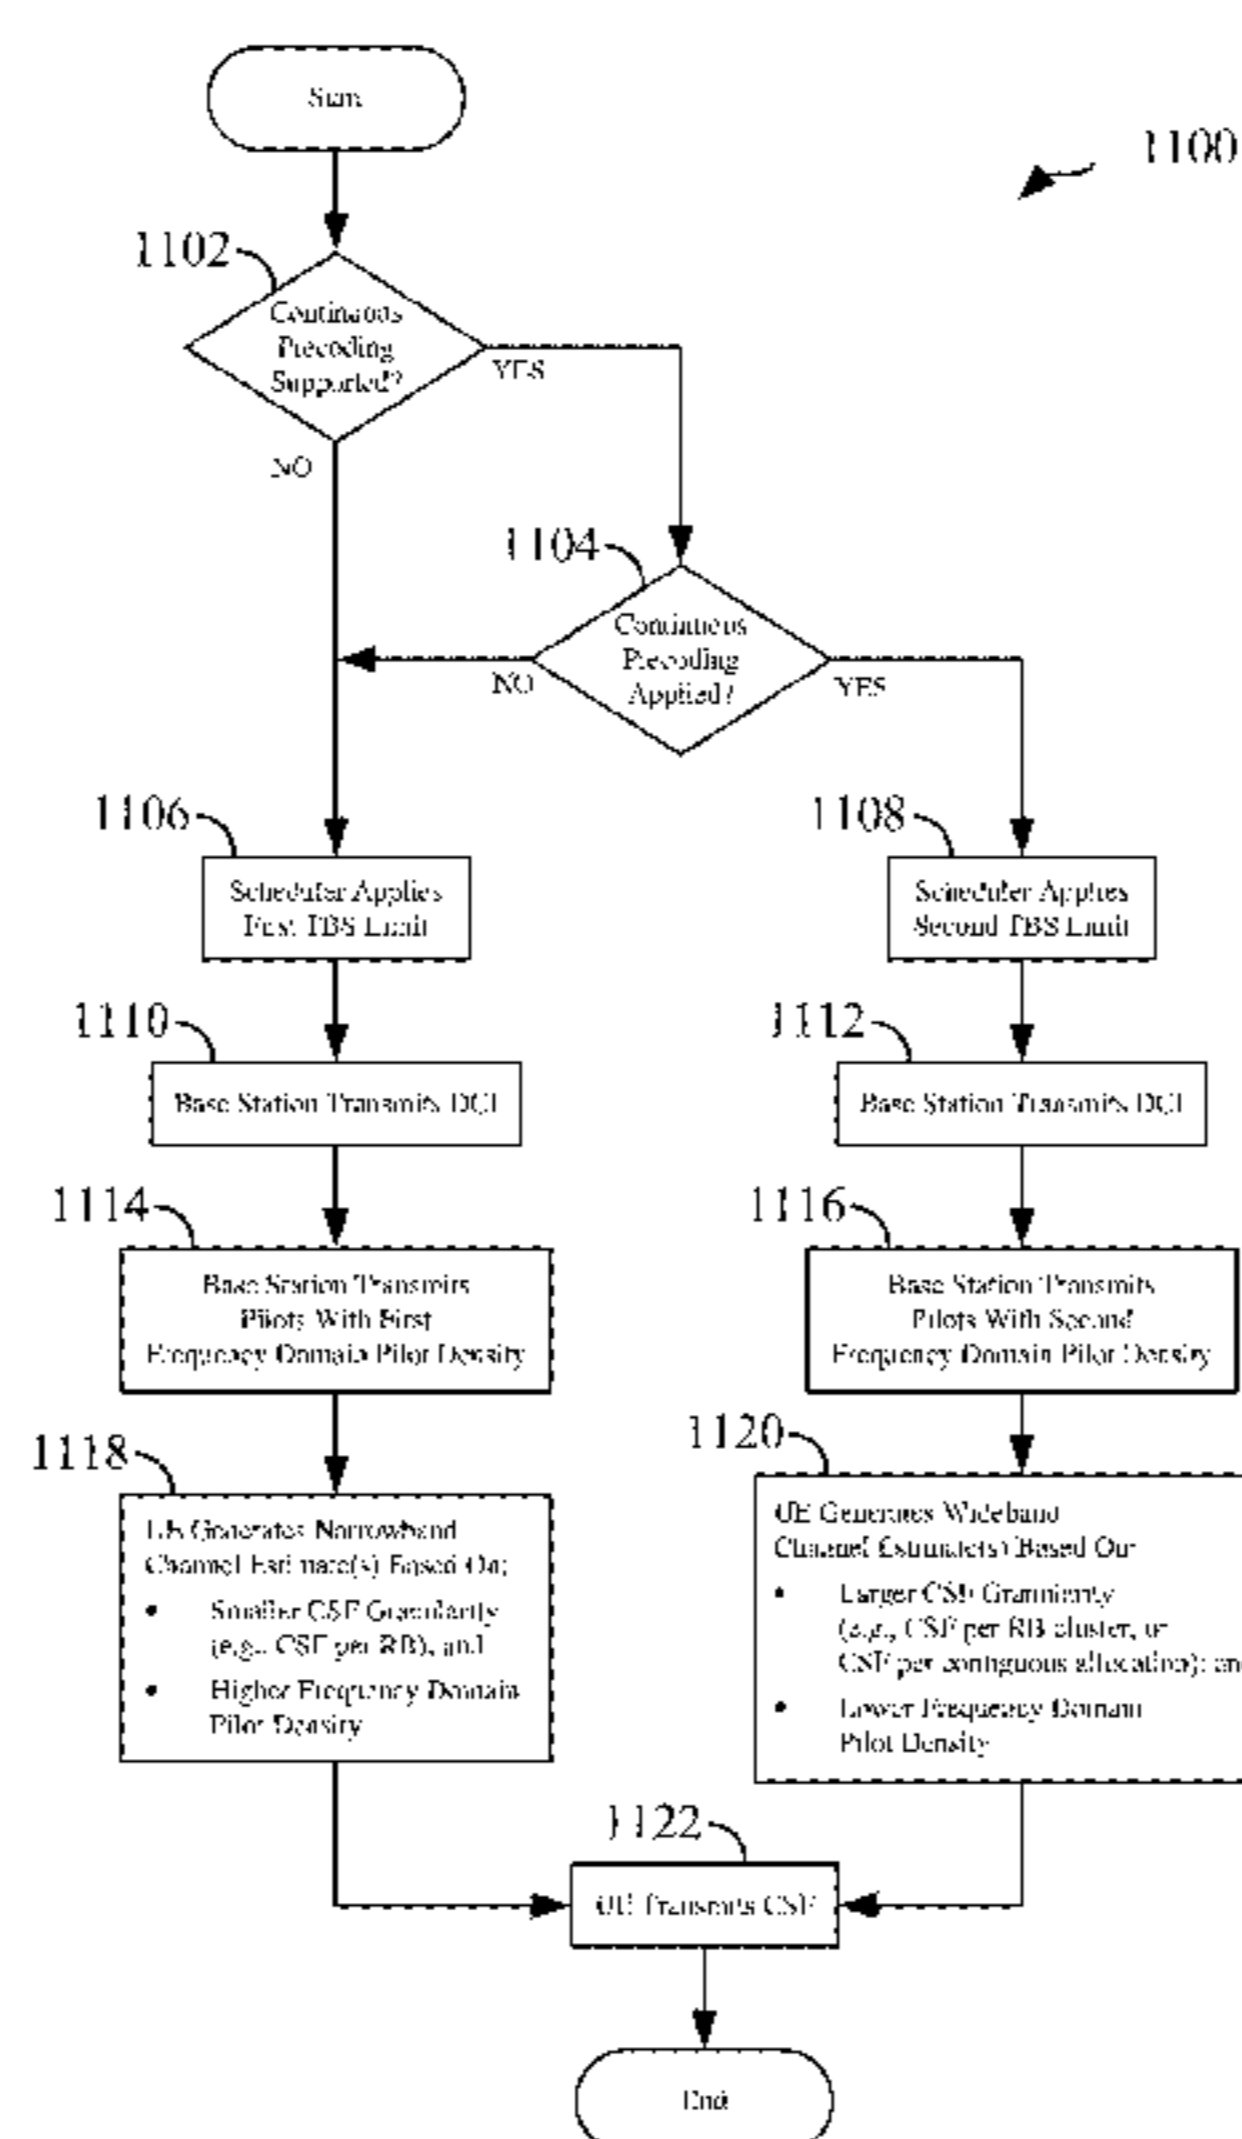 Start
1100
1102
Continuous
Precoding
Supported?
YES
NO
1104
Continuous
Precoding
Applied?
NO
YES
1106
Scheduler Applies
First TBS Limit
1108
Scheduler Applies
Second TBS Limit
1110
Base Station Transmits DCI
1112
Base Station Transmits DCI
1114
Base Station Transmits
Pilots With First
Frequency Domain Pilot Density
1116
Base Station Transmits
Pilots With Second
Frequency Domain Pilot Density
1118
UE Generates Narrowband
Channel Estimate(s) Based On:
• Smaller CSF Granularity
(e.g., CSF per RB), and
• Higher Frequency Domain
Pilot Density
1120
UE Generates Wideband
Channel Estimate(s) Based On:
• Larger CSF Granularity
(e.g., CSF per RB cluster, or
CSF per contiguous allocation); an
• Lower Frequency Domain
Pilot Density
1122
UE Transmits CSF
End